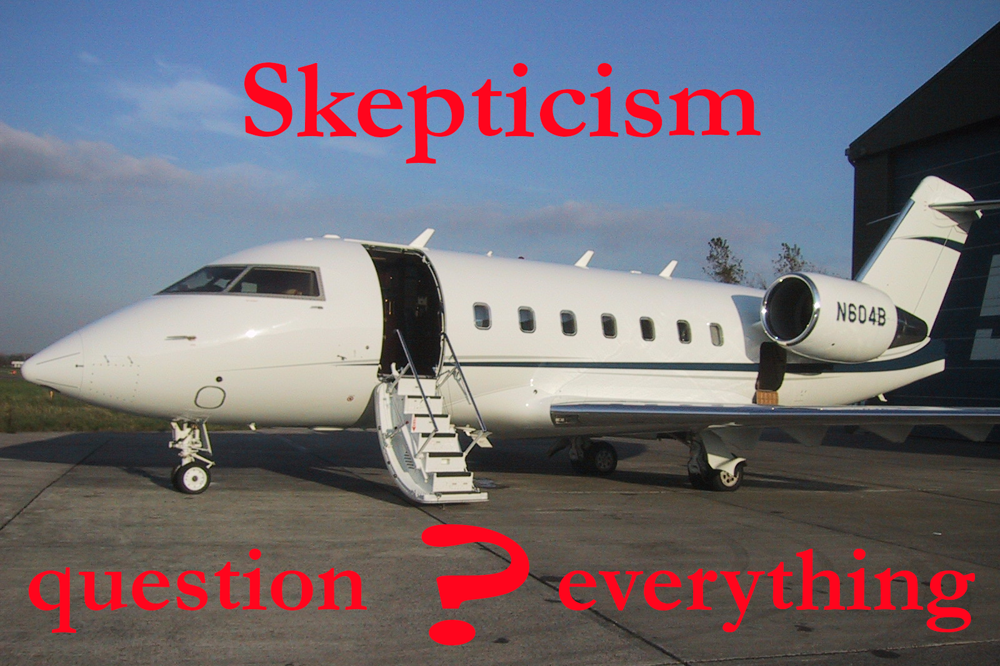 Skepticism
N604B
question ? everything